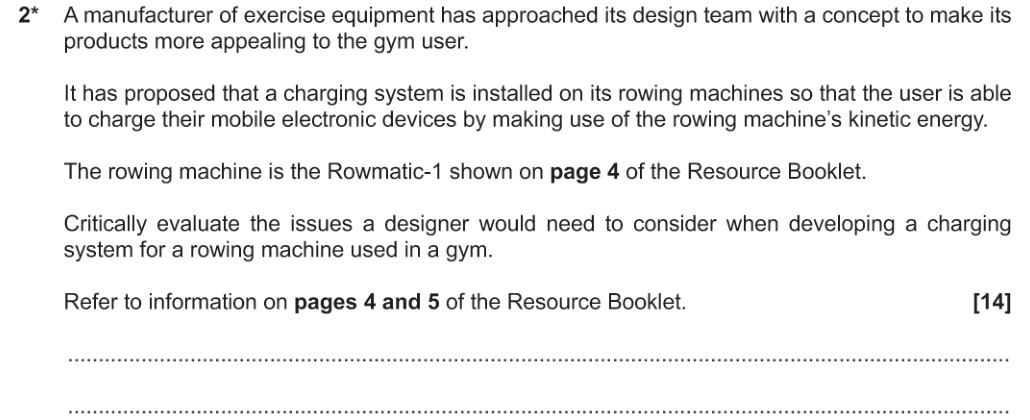 2* A manufacturer of exercise equipment has approached its design team with a concept to make its
products more appealing to the gym user.
It has proposed that a charging system is installed on its rowing machines so that the user is able
to charge their mobile electronic devices by making use of the rowing machine's kinetic energy.
The rowing machine is the Rowmatic-1 shown on page 4 of the Resource Booklet.
Critically evaluate the issues a designer would need to consider when developing a charging
system for a rowing machine used in a gym.
Refer to information on pages 4 and 5 of the Resource Booklet. [14]